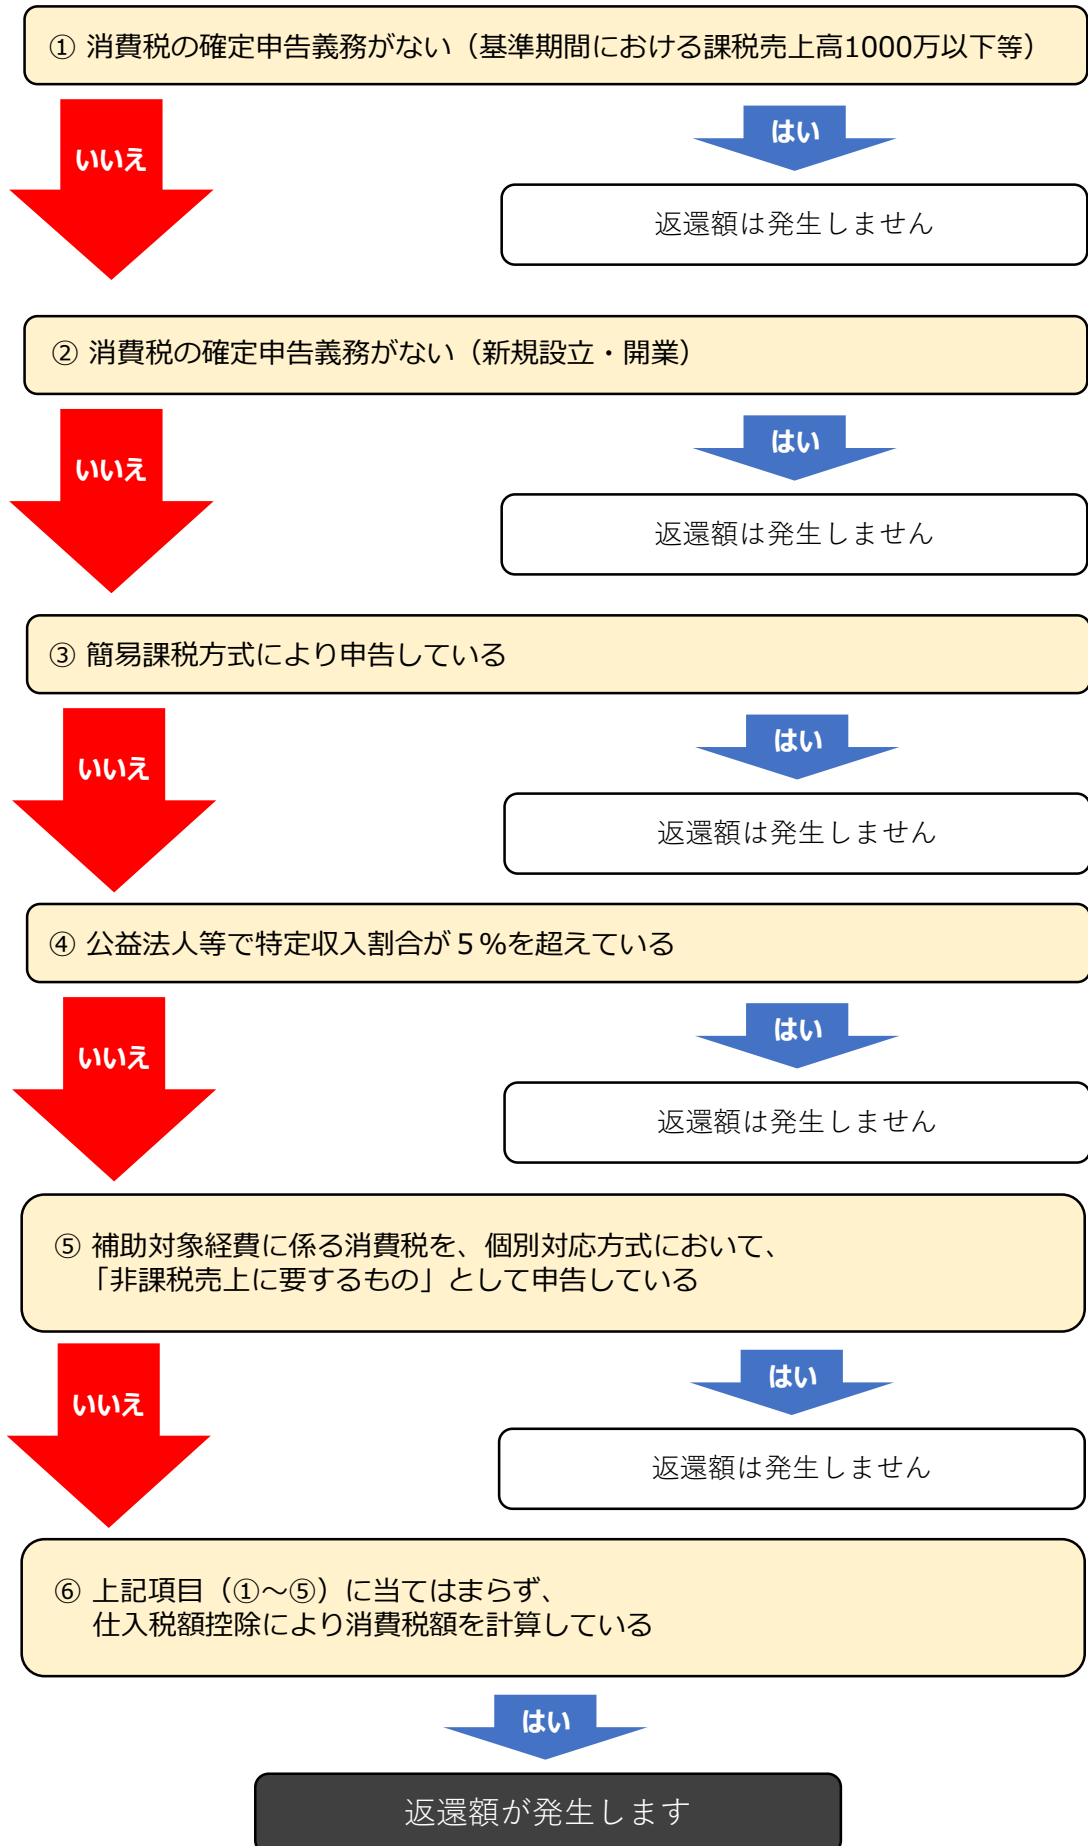 ① 消費税の確定申告義務がない（基準期間における課税売上高1000万以下等）
いいえ
はい
返還額は発生しません
② 消費税の確定申告義務がない（新規設立・開業）
いいえ
はい
返還額は発生しません
③ 簡易課税方式により申告している
いいえ
はい
返還額は発生しません
④ 公益法人等で特定収入割合が５％を超えている
いいえ
はい
返還額は発生しません
⑤ 補助対象経費に係る消費税を、個別対応方式において、
「非課税売上に要するもの」として申告している
いいえ
はい
返還額は発生しません
⑥ 上記項目（①～⑤）に当てはまらず、
仕入税額控除により消費税額を計算している
はい
返還額が発生します